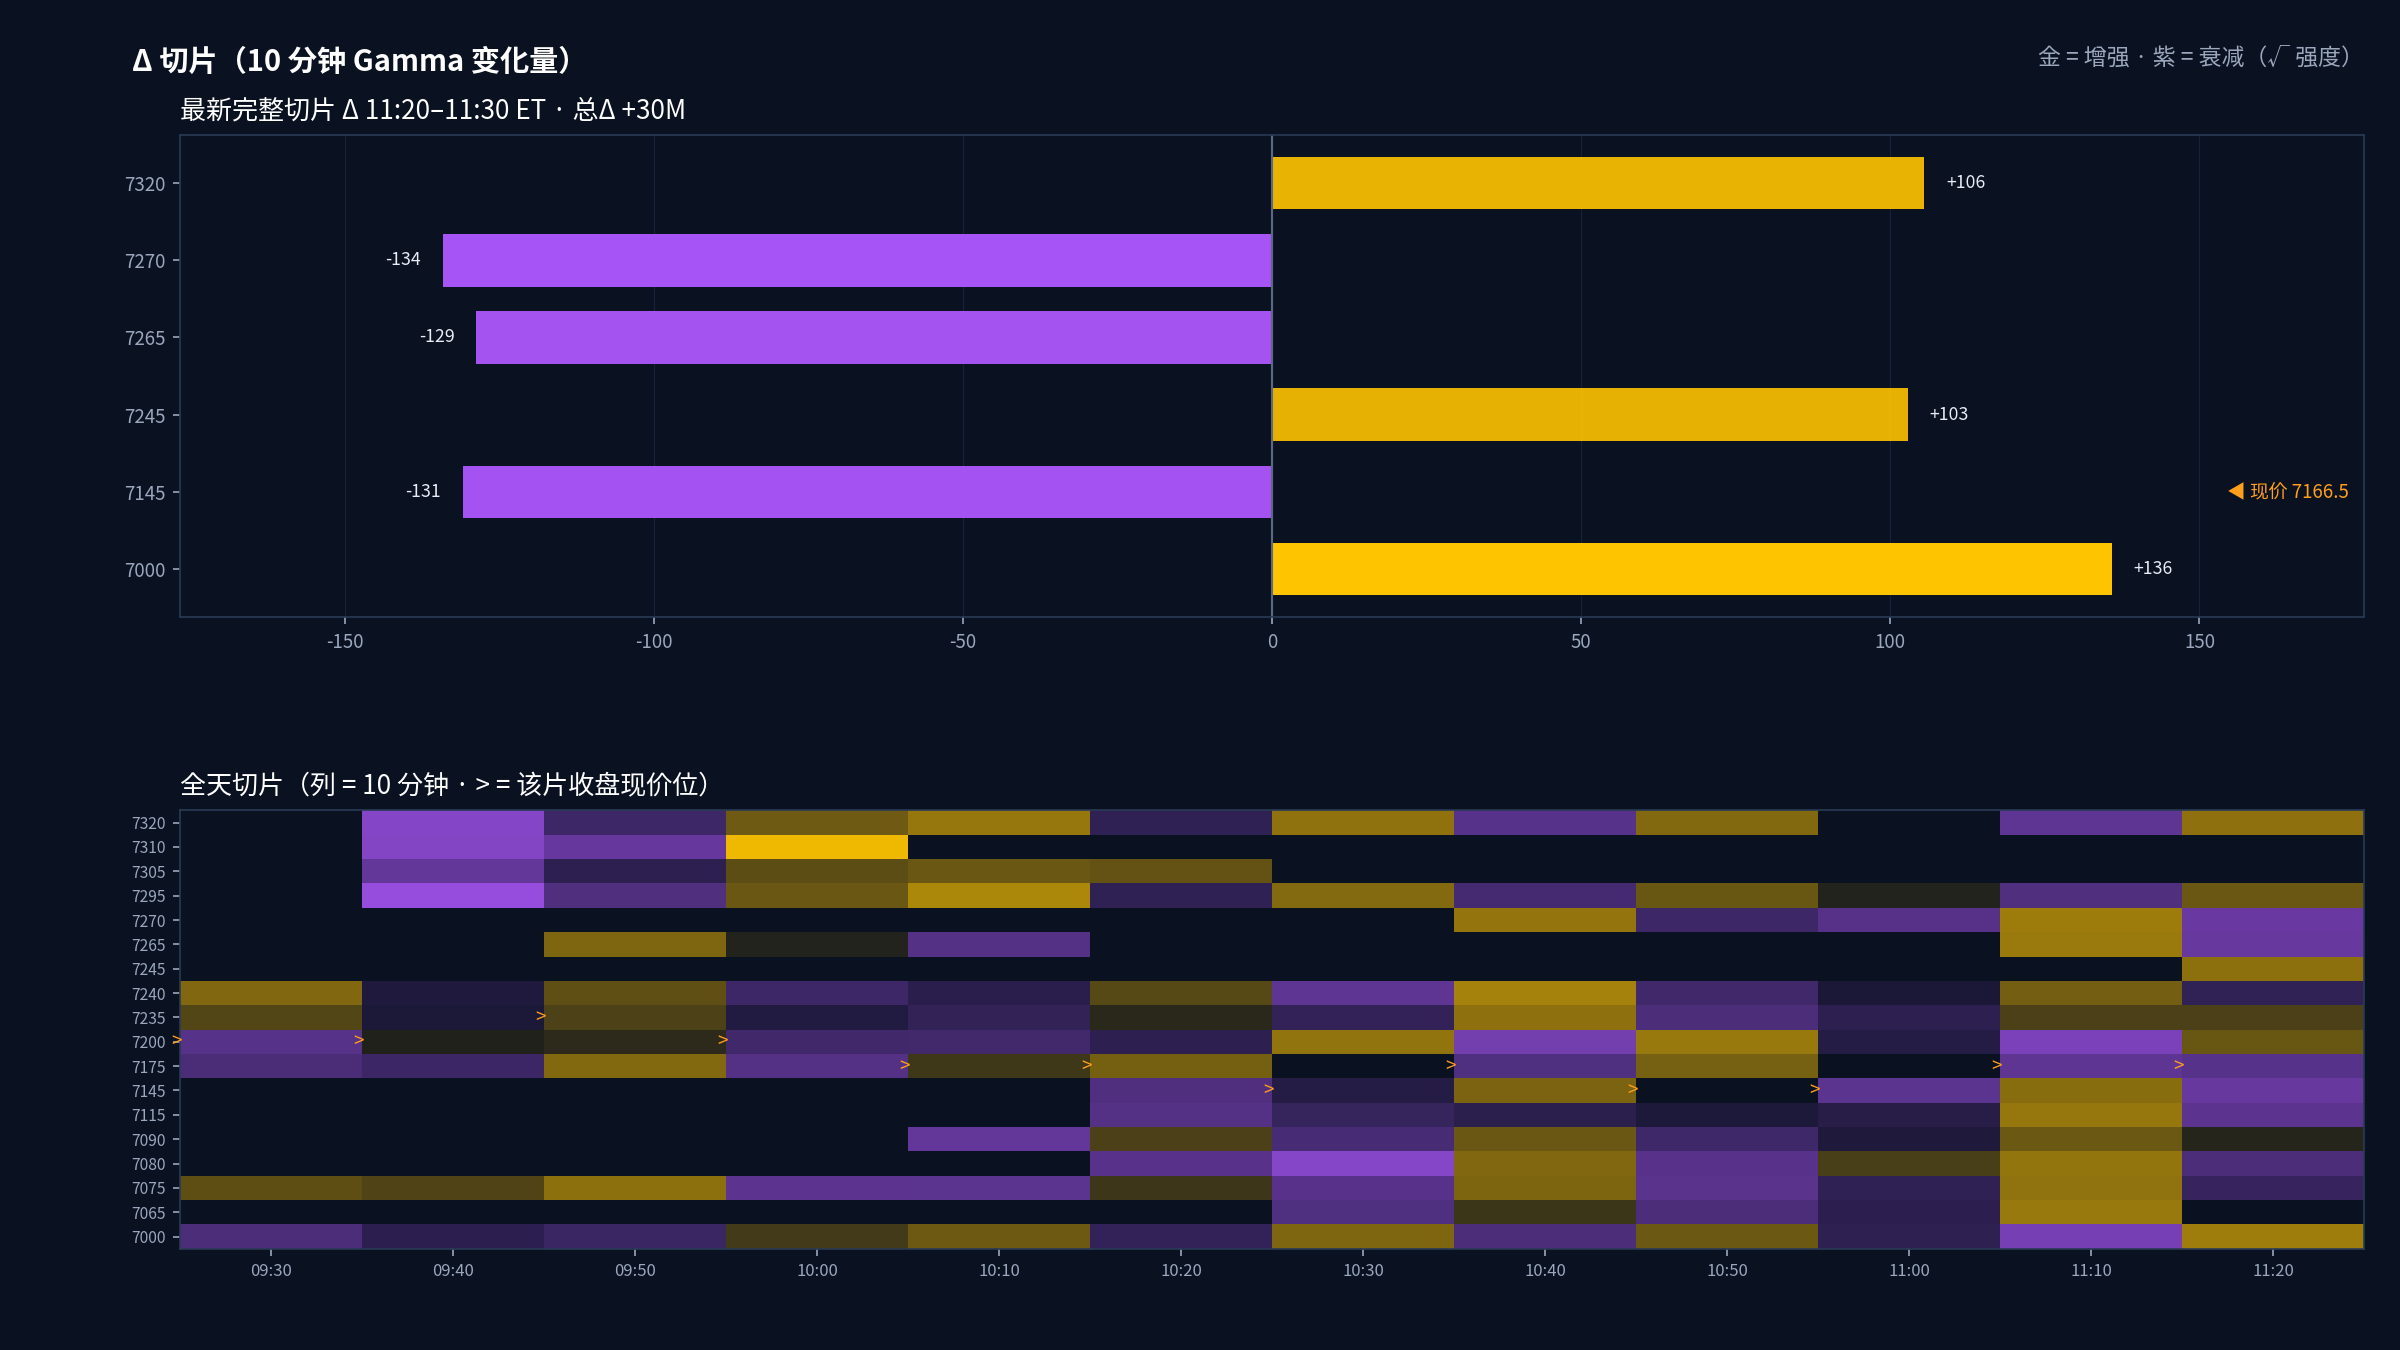 Δ 切片（10 分钟 Gamma 变化量）
金 = 增强 · 紫 = 衰减（√ 强度）
最新完整切片 Δ 11:20–11:30 ET · 总Δ +30M
7320
+106
7270
-134
7265
-129
7245
+103
7145
-131
◀ 现价 7166.5
7000
+136
-150 -100 -50 0 50 100 150
全天切片（列 = 10 分钟 · > = 该片收盘现价位）
7320
7310
7305
7295
7270
7265
7245
7240
7235 >
7200 > > >
7175 > > > > >
7145 > > >
7115
7090
7080
7075
7065
7000
09:30 09:40 09:50 10:00 10:10 10:20 10:30 10:40 10:50 11:00 11:10 11:20